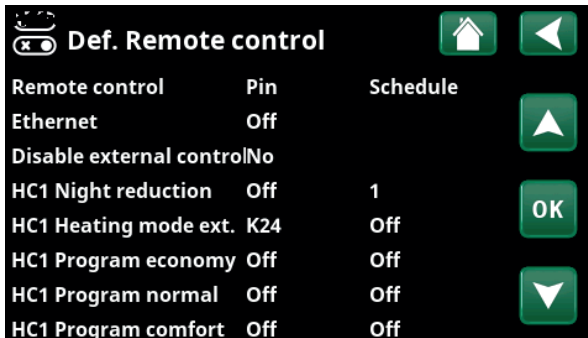 Def. Remote control
Remote control Pin Schedule
Ethernet Off
Disable external control No
HC1 Night reduction Off 1
OK
HC1 Heating mode ext. K24 Off
HC1 Program economy Off Off
HC1 Program normal Off Off
HC1 Program comfort Off Off